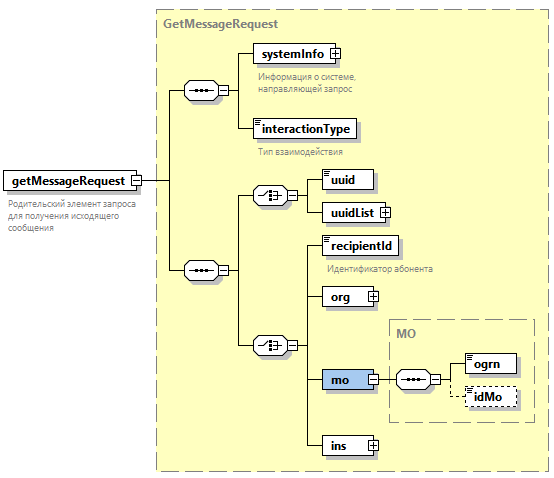 GetMessageRequest
systemInfo
Информация о системе,
направляющей запрос
interactionType
Тип взаимодействия
getMessageRequest
Родительский элемент запроса
для получения исходящего
сообщения
uuid
uuidList
recipientId
Идентификатор абонента
org
MO
mo
ogrn
idMo
ins